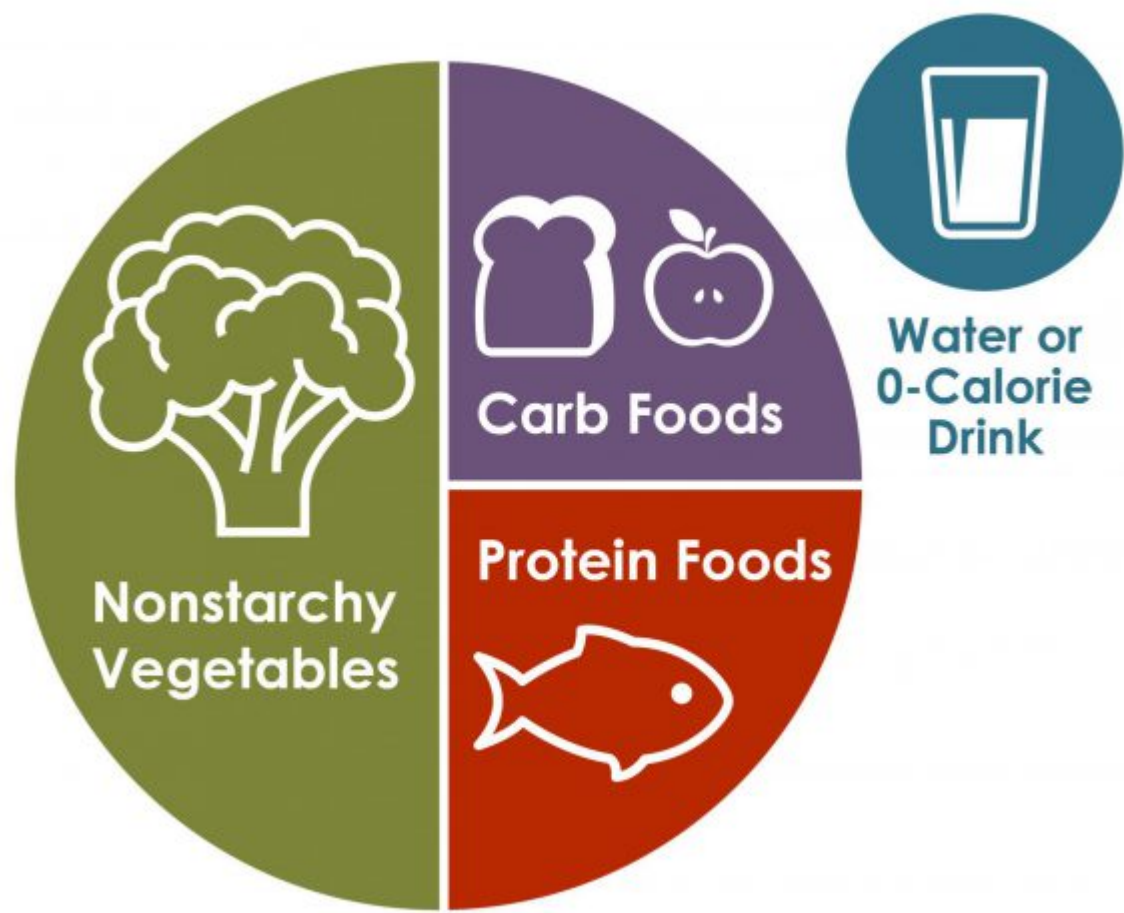 Nonstarchy
Vegetables
Carb Foods
Protein Foods
Water or
0-Calorie
Drink